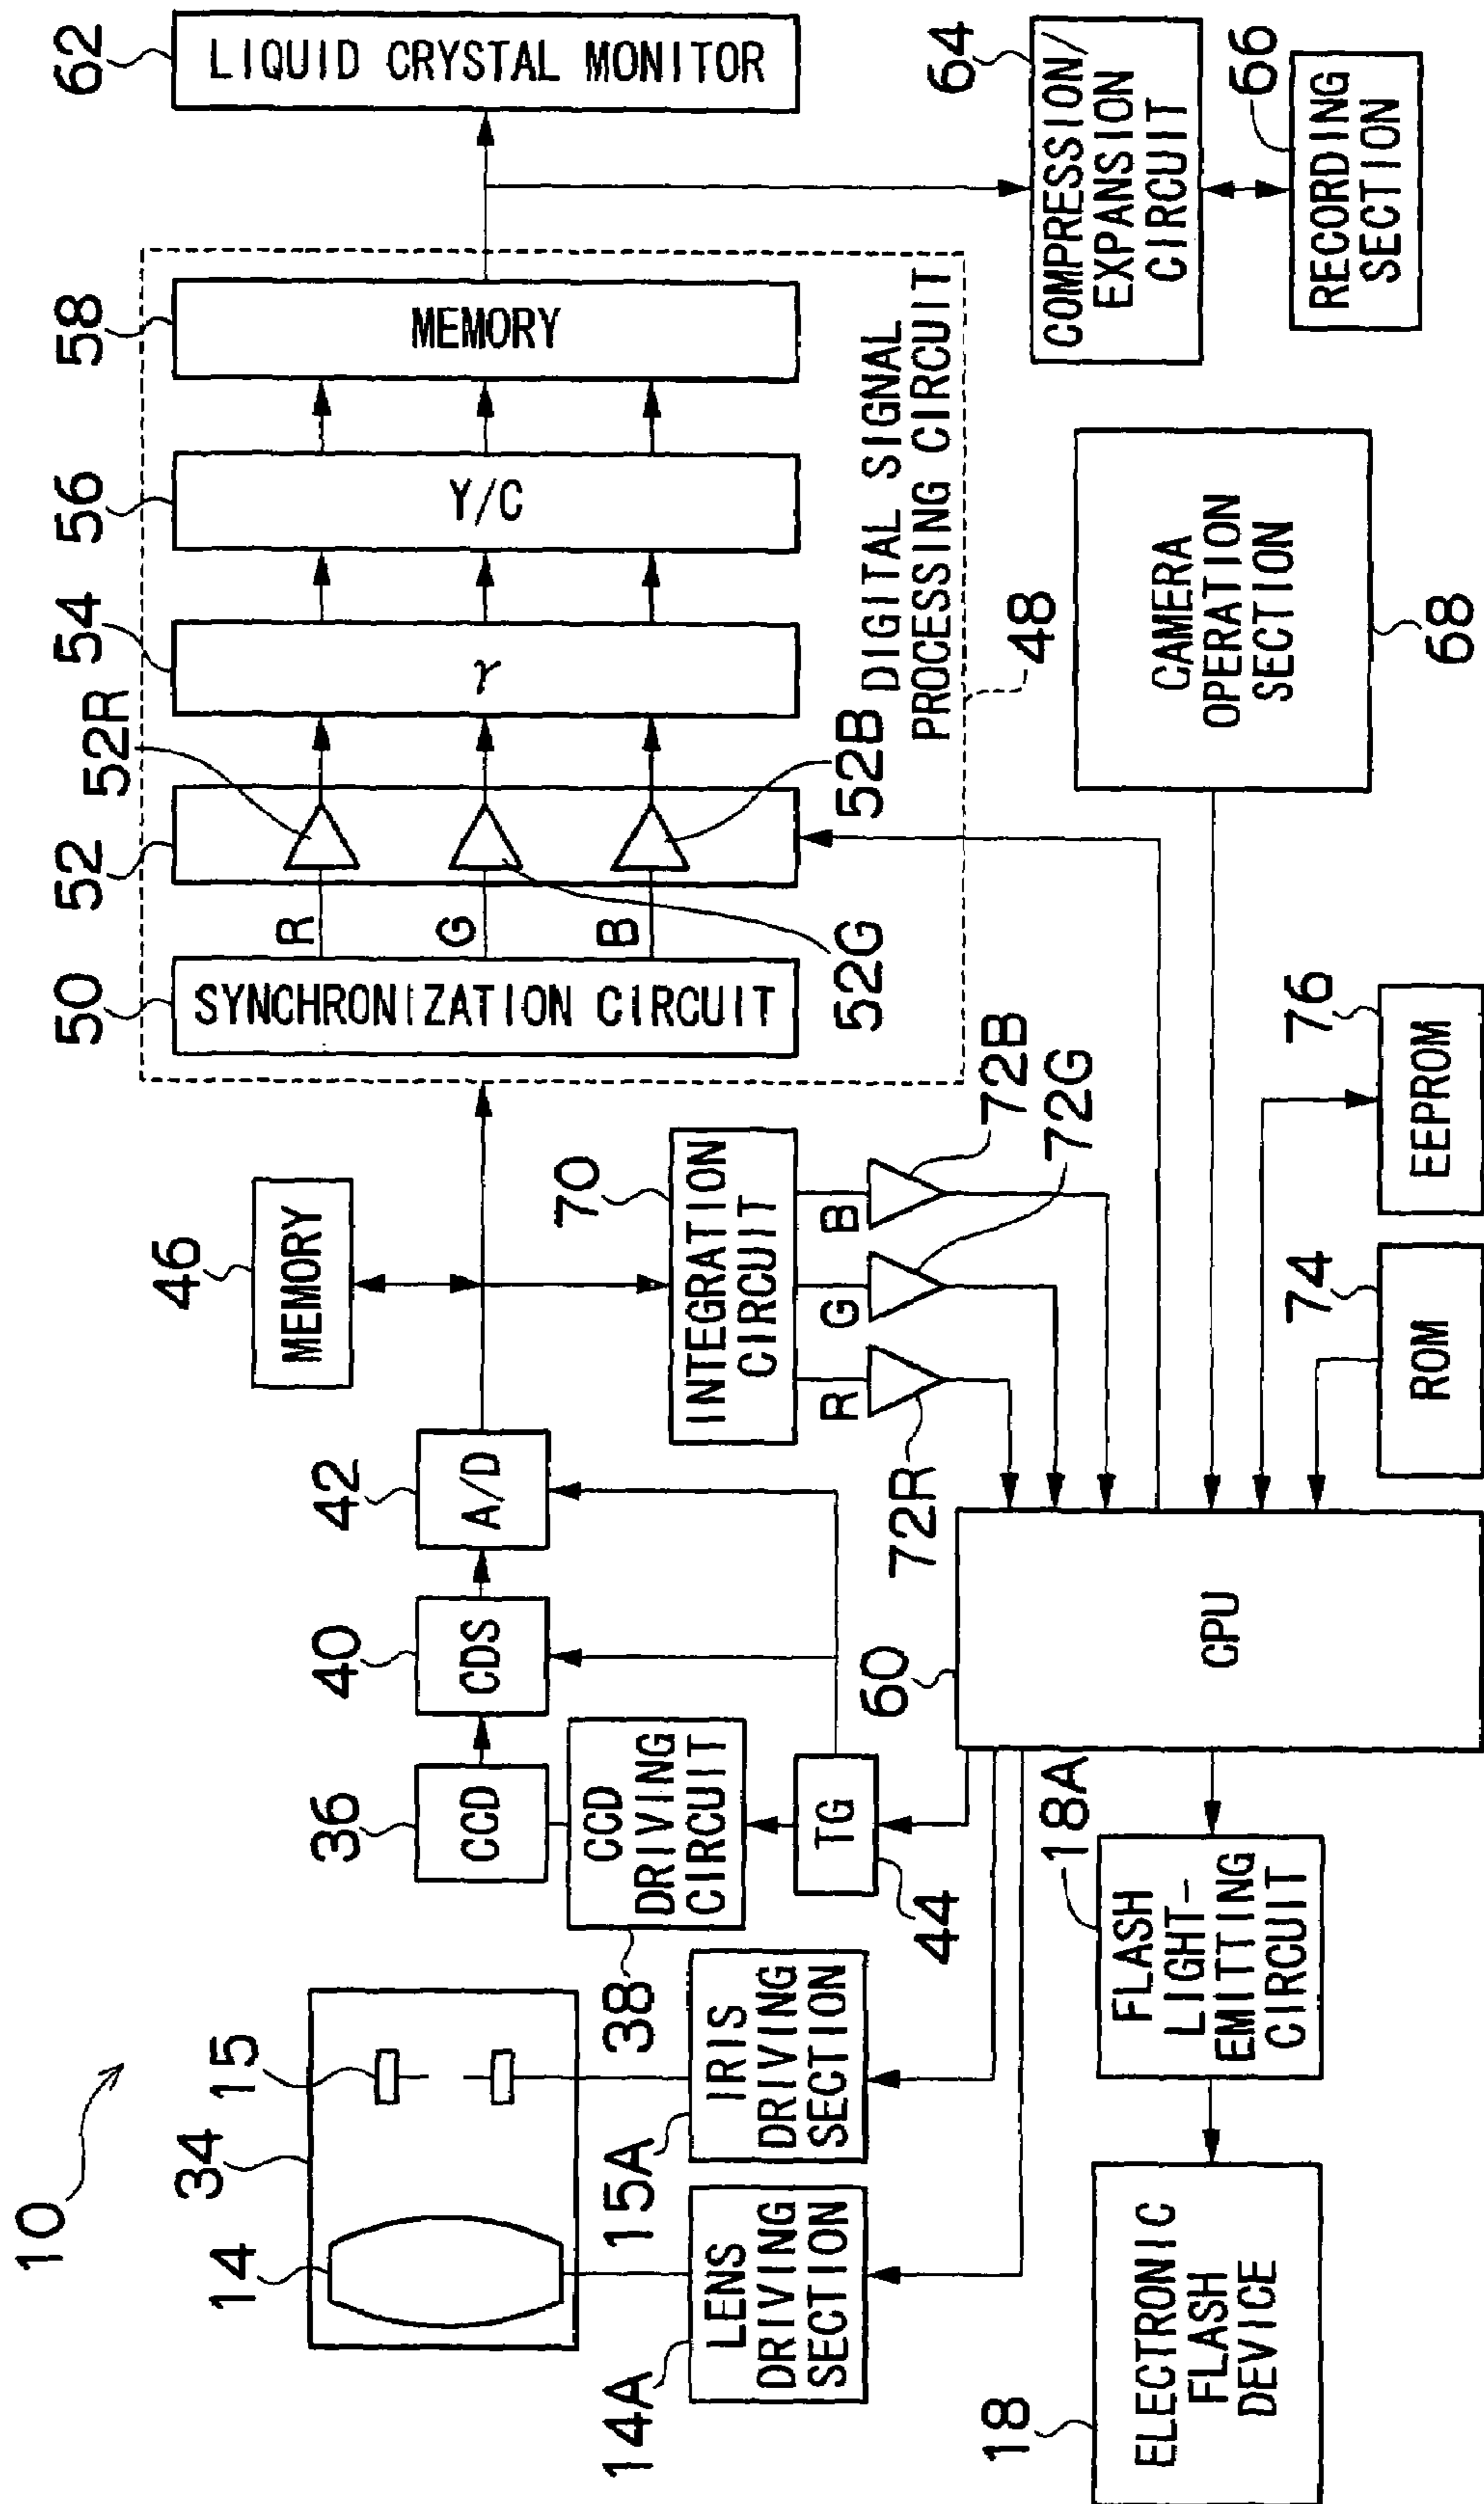 10
34
15
14
14A
LENS
DRIVING
SECTION
15A
IRIS
DRIVING
SECTION
38
36
CCD
CCD
DRIVING
CIRCUIT
TG
44
40
CDS
42
A/D
46
MEMORY
70
INTEGRATION
CIRCUIT
R
G
B
72R
72G
72B
50
SYNCHRONIZATION CIRCUIT
R
G
B
52
52R
52G
52B
54
γ
56
Y/C
58
MEMORY
DIGITAL SIGNAL
PROCESSING CIRCUIT
48
62
LIQUID CRYSTAL MONITOR
64
COMPRESSION/
EXPANSION
CIRCUIT
66
RECORDING
SECTION
18
ELECTRONIC
FLASH
DEVICE
18A
FLASH
LIGHT-
EMITTING
CIRCUIT
60
CPU
74
ROM
76
EEPROM
CAMERA
OPERATION
SECTION
68